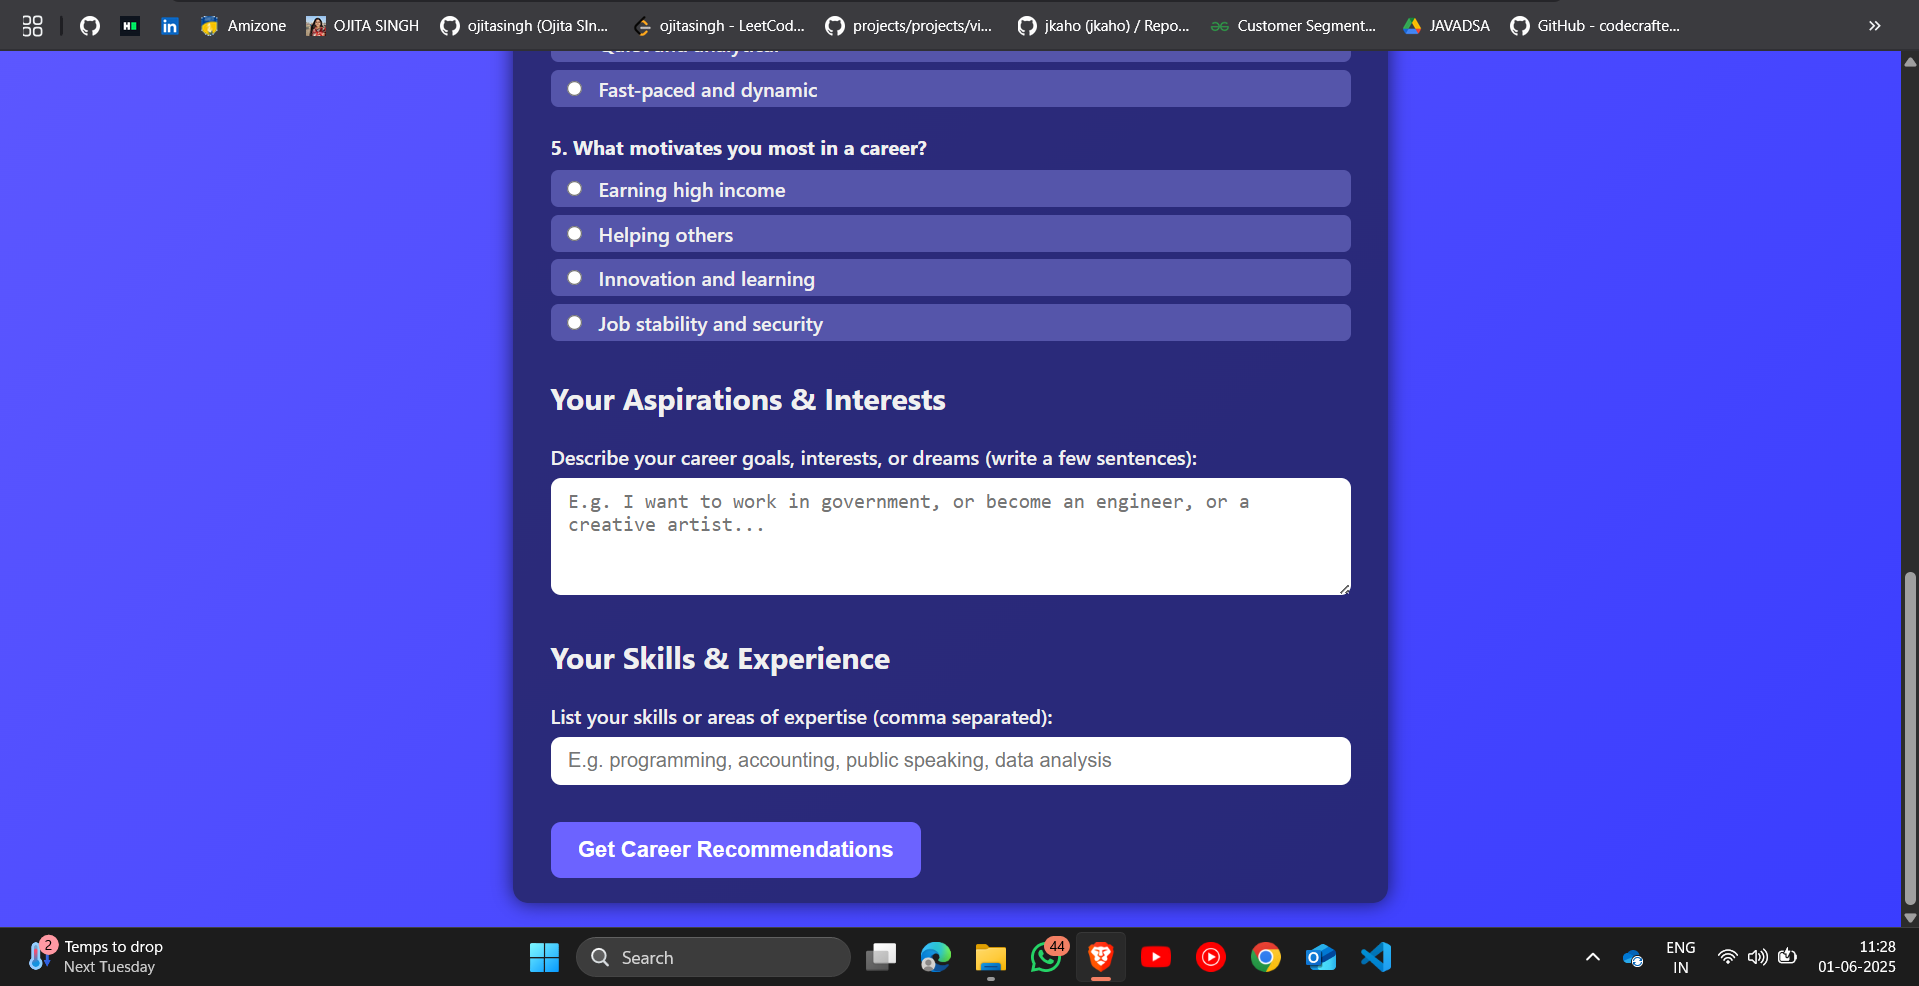 Amizone
OJITA SINGH
ojitasingh (Ojita SIn...
ojitasingh - LeetCod...
projects/projects/vi...
jkaho (jkaho) / Repo...
Customer Segment...
JAVADSA
GitHub - codecrafte...
Quiet and analytical
Fast-paced and dynamic
5. What motivates you most in a career?
Earning high income
Helping others
Innovation and learning
Job stability and security
Your Aspirations & Interests
Describe your career goals, interests, or dreams (write a few sentences):
E.g. I want to work in government, or become an engineer, or a
creative artist...
Your Skills & Experience
List your skills or areas of expertise (comma separated):
E.g. programming, accounting, public speaking, data analysis
Get Career Recommendations
2
Temps to drop
Next Tuesday
Search
44
ENG
IN
11:28
01-06-2025